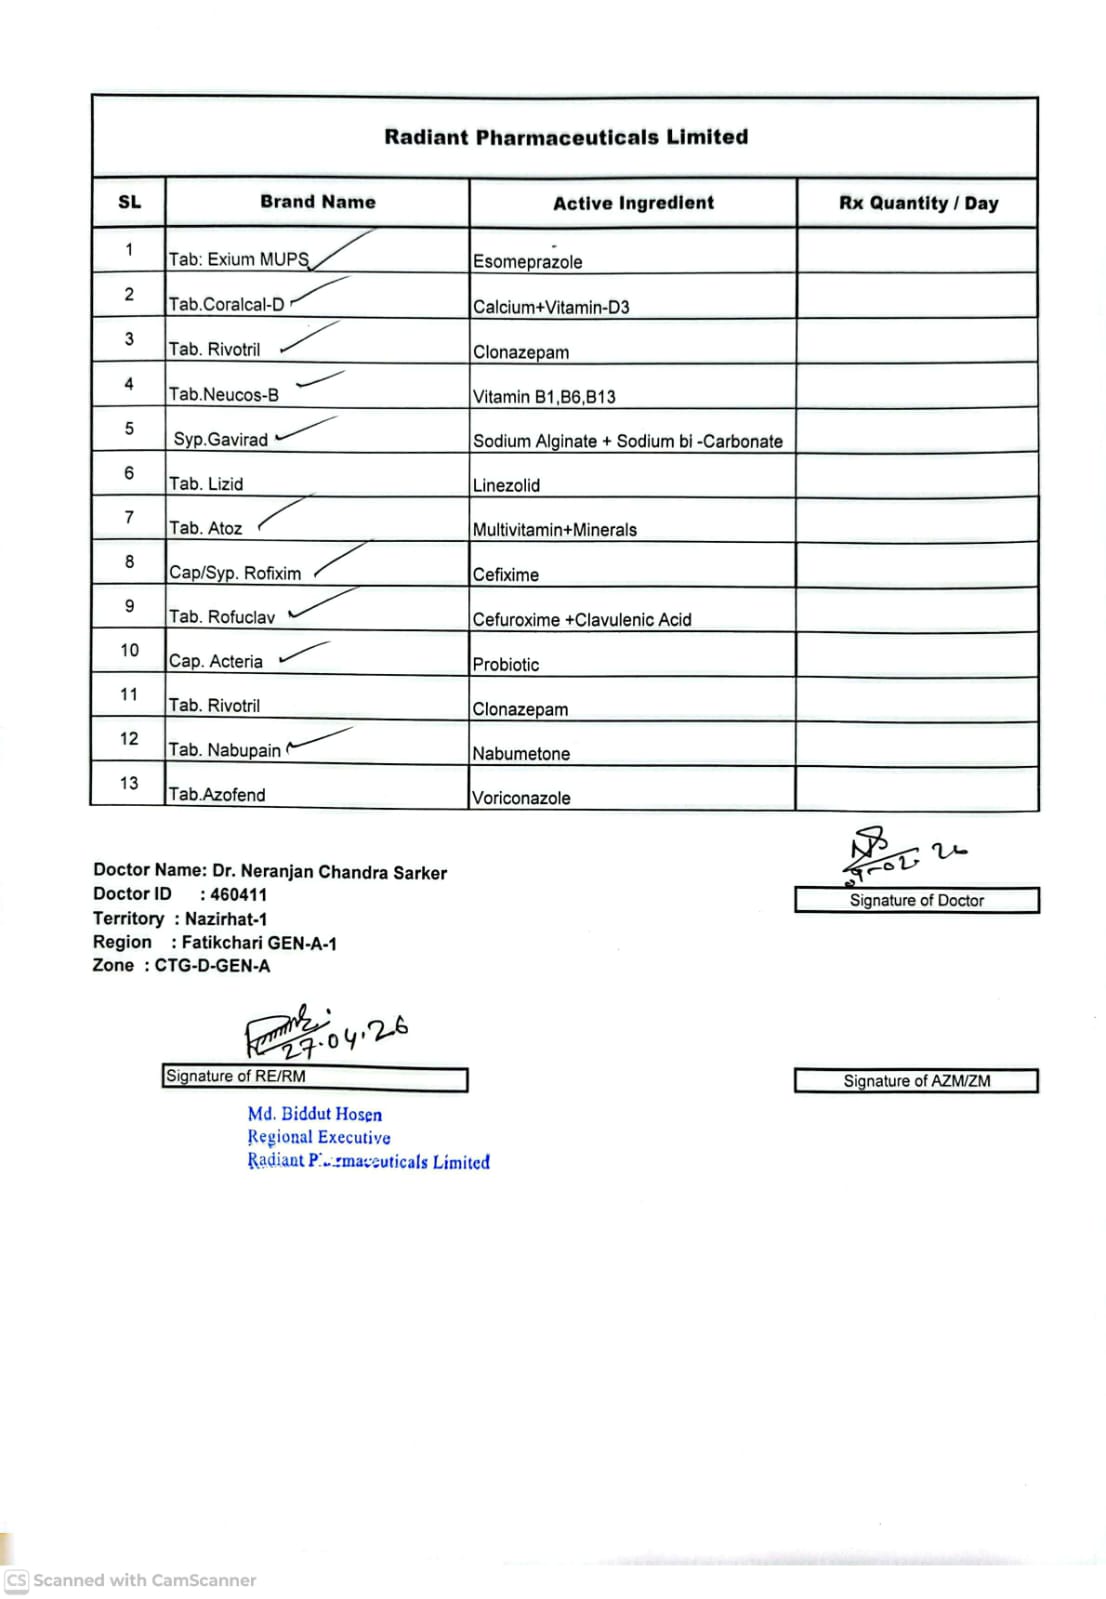 Radiant Pharmaceuticals Limited
SL Brand Name Active Ingredient Rx Quantity / Day
1 Tab: Exium MUPS Esomeprazole
2 Tab.Coralcal-D Calcium+Vitamin-D3
3 Tab. Rivotril Clonazepam
4 Tab.Neucos-B Vitamin B1,B6,B13
5 Syp.Gavirad Sodium Alginate + Sodium bi -Carbonate
6 Tab. Lizid Linezolid
7 Tab. Atoz Multivitamin+Minerals
8 Cap/Syp. Rofixim Cefixime
9 Tab. Rofuclav Cefuroxime +Clavulenic Acid
10 Cap. Acteria Probiotic
11 Tab. Rivotril Clonazepam
12 Tab. Nabupain Nabumetone
13 Tab.Azofend Voriconazole
Doctor Name: Dr. Neranjan Chandra Sarker
Doctor ID : 460411
Signature of Doctor
Territory : Nazirhat-1
Region : Fatikchari GEN-A-1
Zone : CTG-D-GEN-A
27.04.26
Signature of RE/RM
Signature of AZM/ZM
Md. Biddut Hosen
Regional Executive
Radiant Pharmaceuticals Limited
CS Scanned with CamScanner